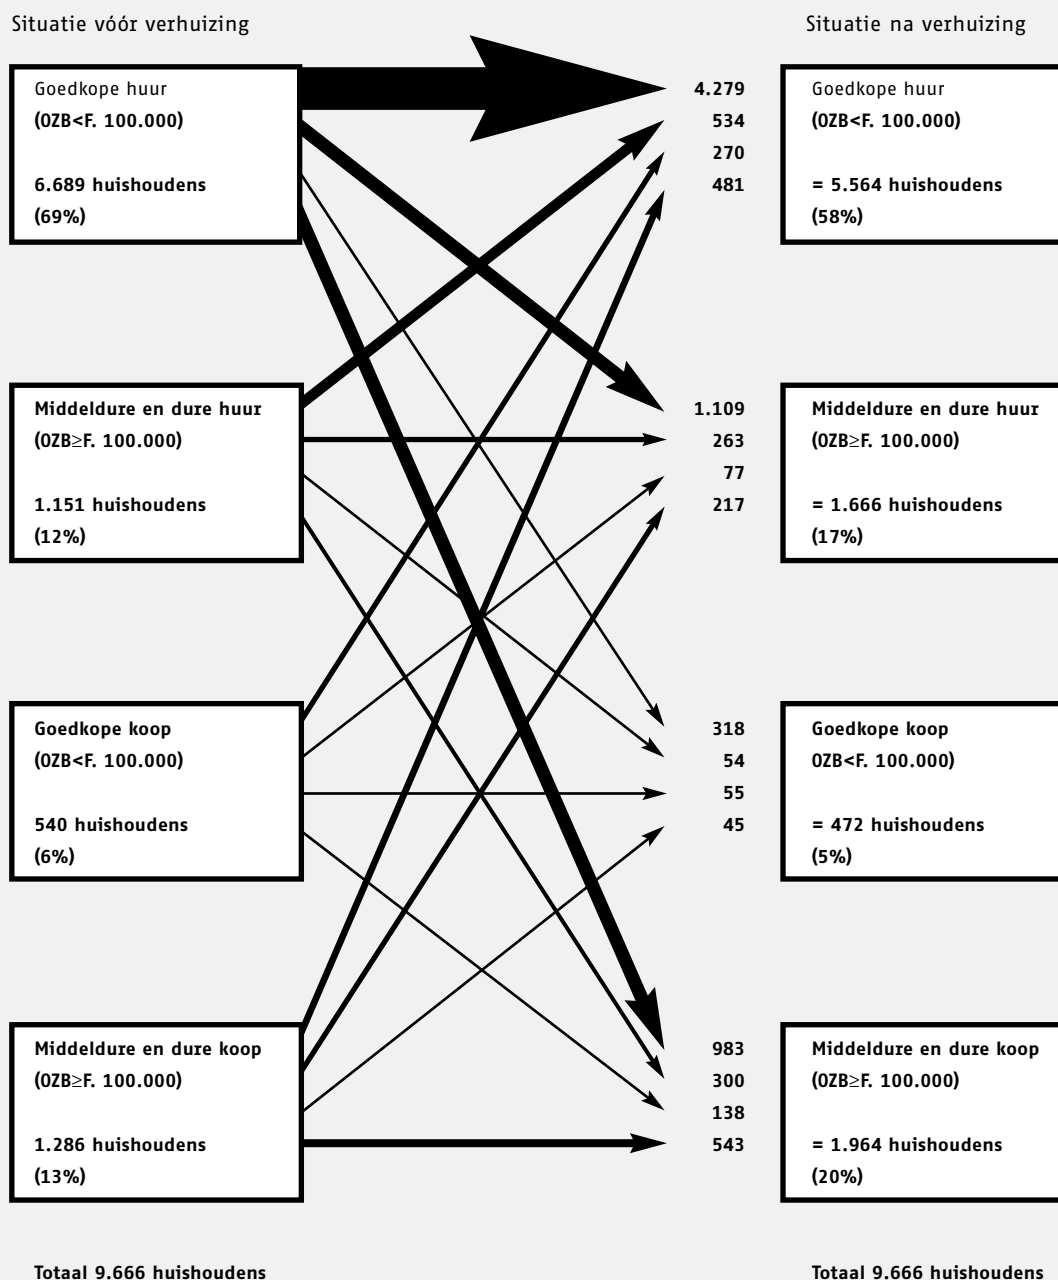 Situatie vóór verhuizing
Situatie na verhuizing
Goedkope huur
(OZB<F. 100.000)
6.689 huishoudens
(69%)
4.279
534
270
481
Goedkope huur
(OZB<F. 100.000)
= 5.564 huishoudens
(58%)
Middeldure en dure huur
(OZB≥F. 100.000)
1.151 huishoudens
(12%)
1.109
263
77
217
Middeldure en dure huur
(OZB≥F. 100.000)
= 1.666 huishoudens
(17%)
Goedkope koop
(OZB<F. 100.000)
540 huishoudens
(6%)
318
54
55
45
Goedkope koop
OZB<F. 100.000)
= 472 huishoudens
(5%)
Middeldure en dure koop
(OZB≥F. 100.000)
1.286 huishoudens
(13%)
983
300
138
543
Middeldure en dure koop
(OZB≥F. 100.000)
= 1.964 huishoudens
(20%)
Totaal 9.666 huishoudens
Totaal 9.666 huishoudens